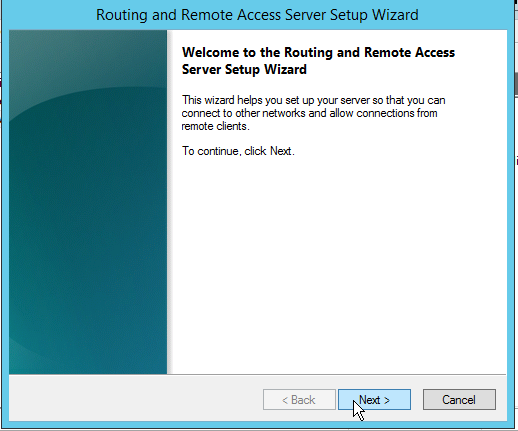 Routing and Remote Access Server Setup Wizard
Welcome to the Routing and Remote Access
Server Setup Wizard
This wizard helps you set up your server so that you can
connect to other networks and allow connections from
remote clients.
To continue, click Next.
< Back
Next >
Cancel